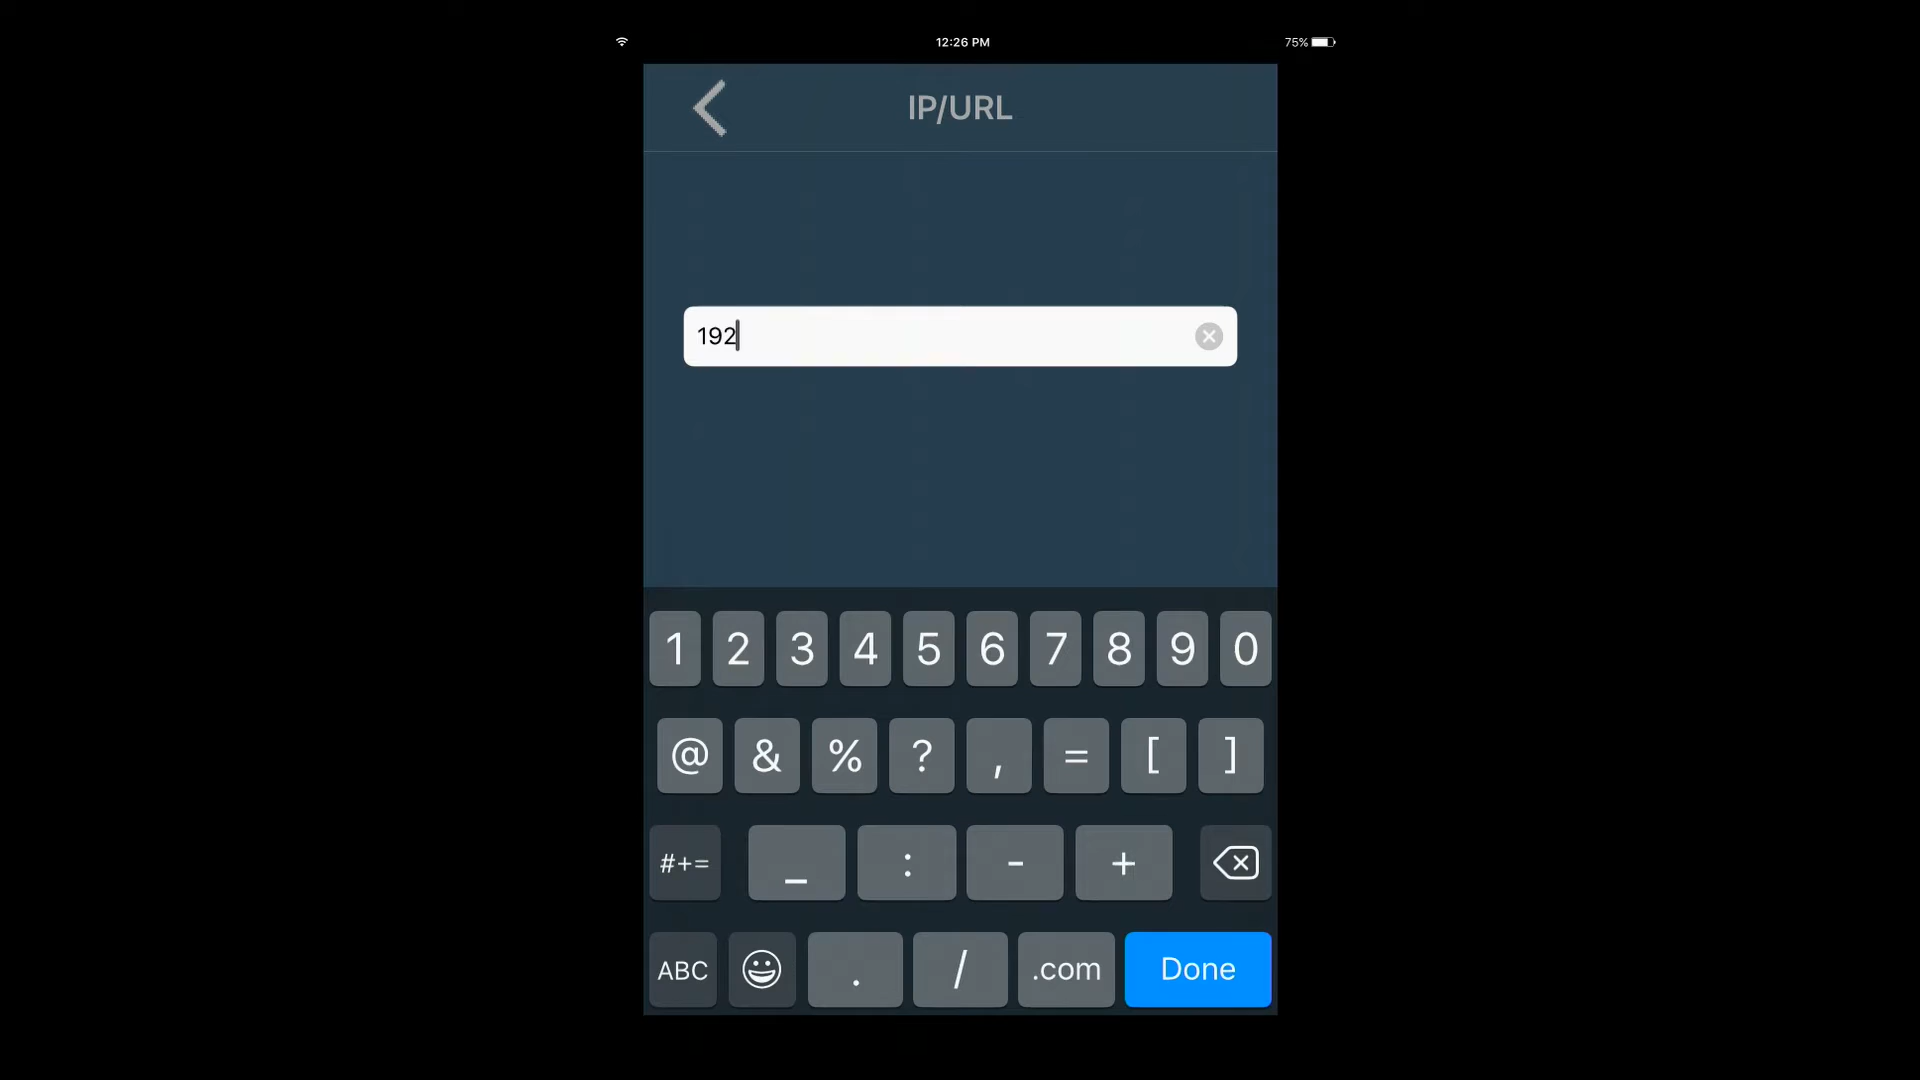 12:26 PM
75%
IP/URL
192
1 2 3 4 5 6 7 8 9 0
@ & % ? , = [ ]
#+= _ : - +
ABC . / .com Done